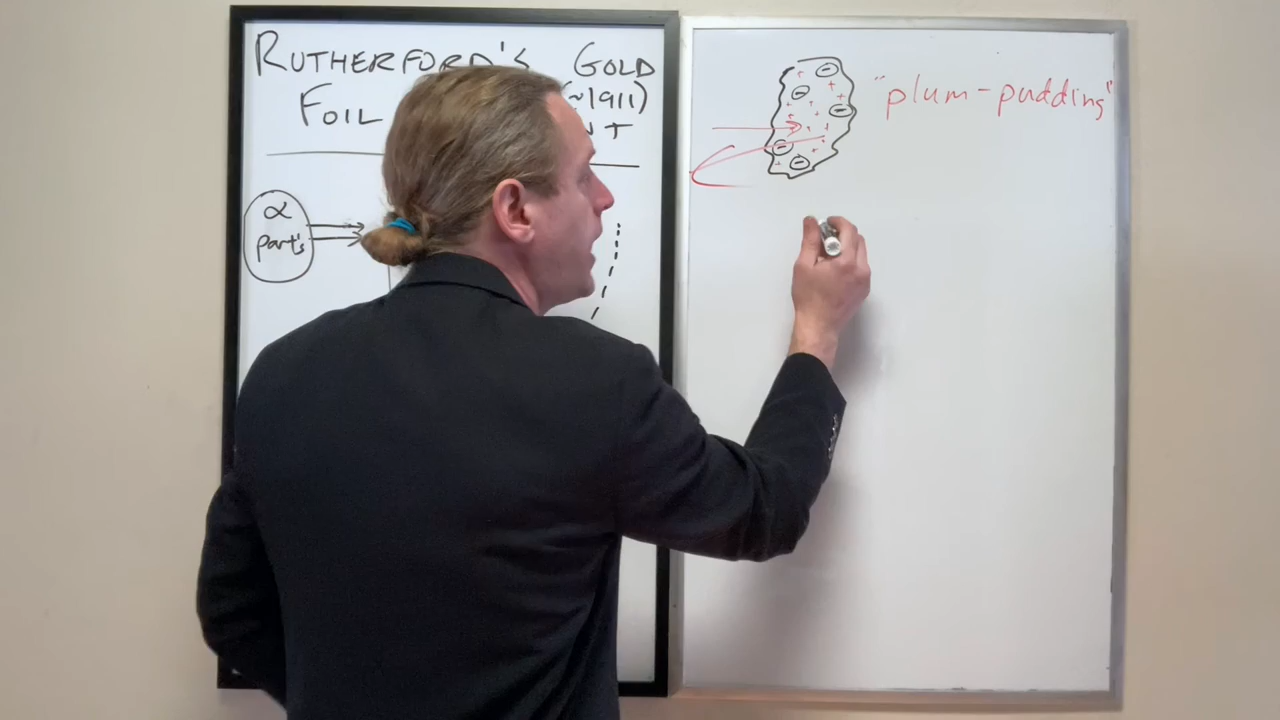 RUTHERFORD'S GOLD
FOIL (~1911)
α
part's
"plum-pudding"